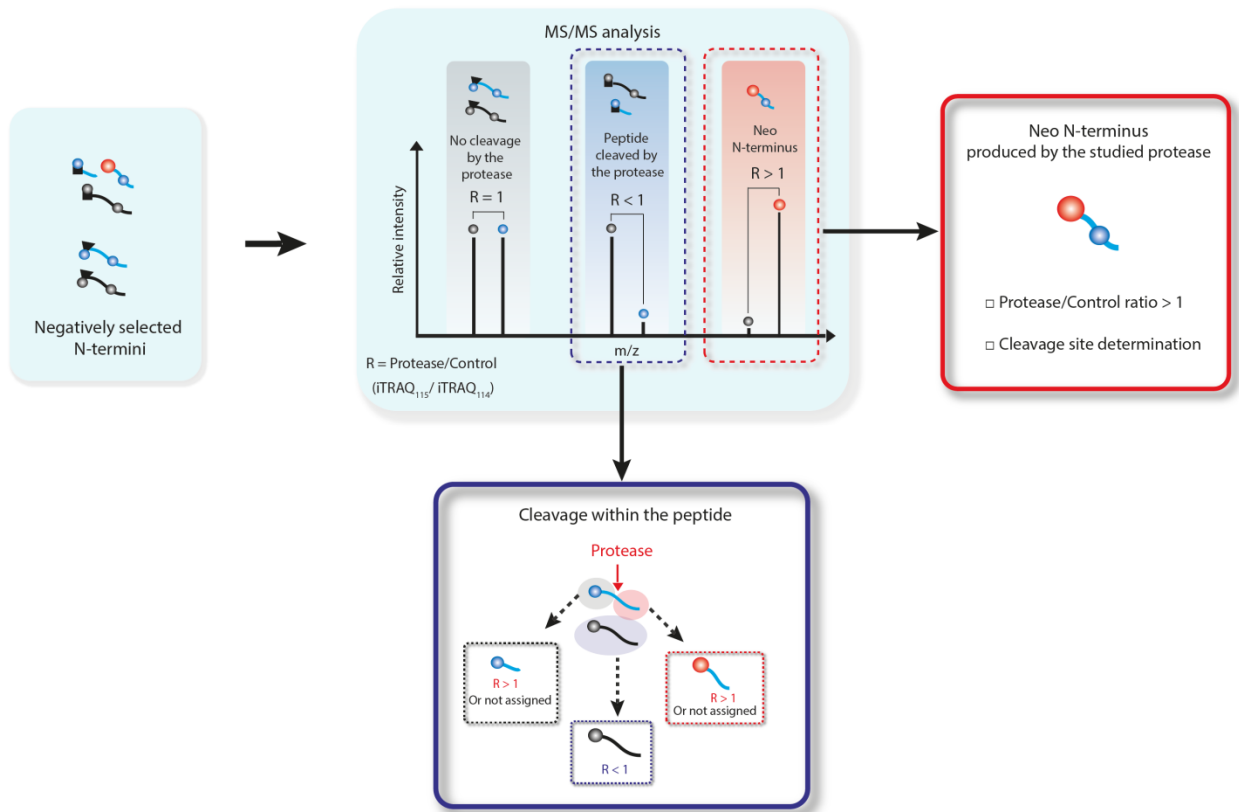 MS/MS analysis
Negatively selected
N-termini
Relative intensity
No cleavage
by the
protease
R = 1
Peptide
cleaved by
the protease
R < 1
Neo
N-terminus
R > 1
m/z
R = Protease/Control
(iTRAQ115/ iTRAQ114)
Neo N-terminus
produced by the studied protease
□ Protease/Control ratio > 1
□ Cleavage site determination
Cleavage within the peptide
Protease
R > 1
Or not assigned
R < 1
R > 1
Or not assigned